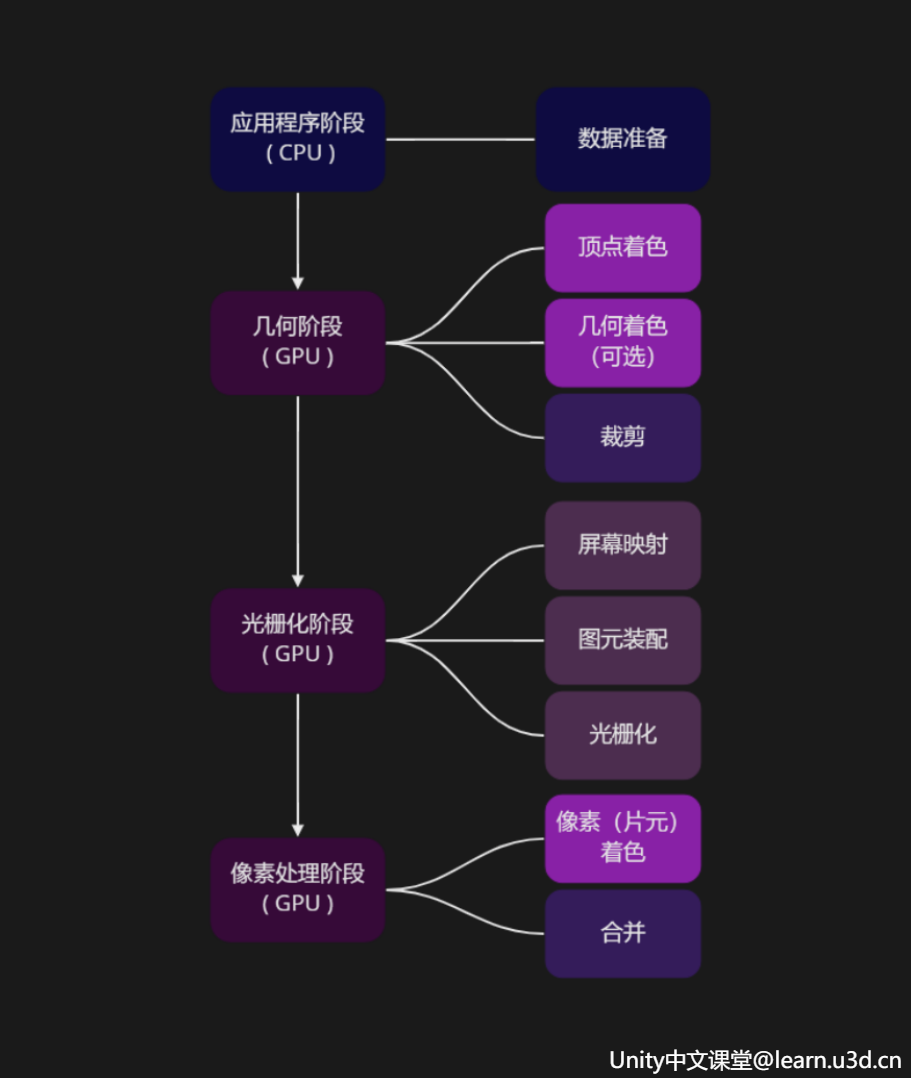 应用程序阶段
( CPU )
数据准备
顶点着色
几何阶段
( GPU )
几何着色
（可选）
裁剪
屏幕映射
光栅化阶段
( GPU )
图元装配
光栅化
像素处理阶段
( GPU )
像素（片元）
着色
合并
Unity中文课堂@learn.u3d.cn